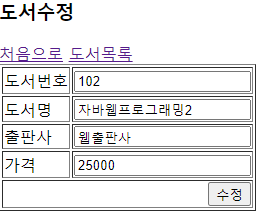 도서수정
처음으로 도서목록
도서번호 102
도서명 자바웹프로그래밍2
출판사 웹출판사
가격 25000
수정